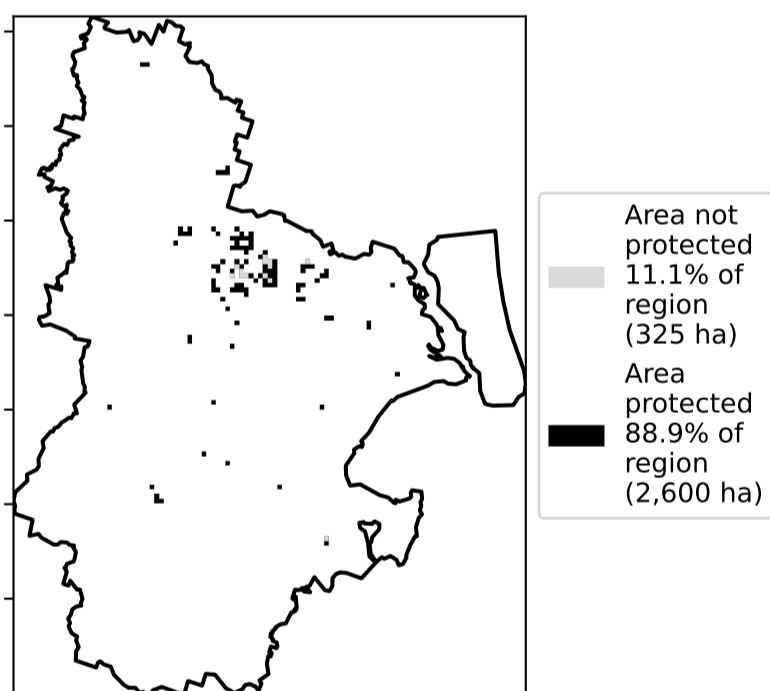 Area not
protected
11.1% of
region
(325 ha)
Area
protected
88.9% of
region
(2,600 ha)